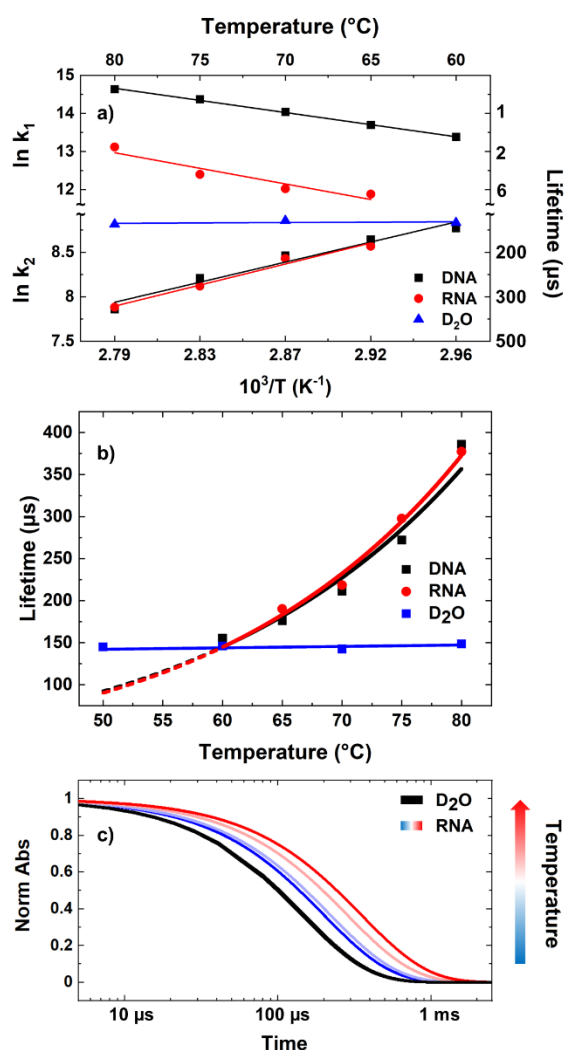 Temperature (°C)
80 75 70 65 60
15
14
13
12
8.5
8
7.5
ln k₁
ln k₂
a)
1
2
6
200
300
500
Lifetime (µs)
DNA
RNA
D₂O
2.79 2.83 2.87 2.92 2.96
10³/T (K⁻¹)
b)
400
350
300
250
200
150
100
Lifetime (µs)
DNA
RNA
D₂O
50 55 60 65 70 75 80
Temperature (°C)
c)
1
0.8
0.6
0.4
0.2
0
Norm Abs
D₂O
RNA
Temperature
10 µs 100 µs 1 ms
Time